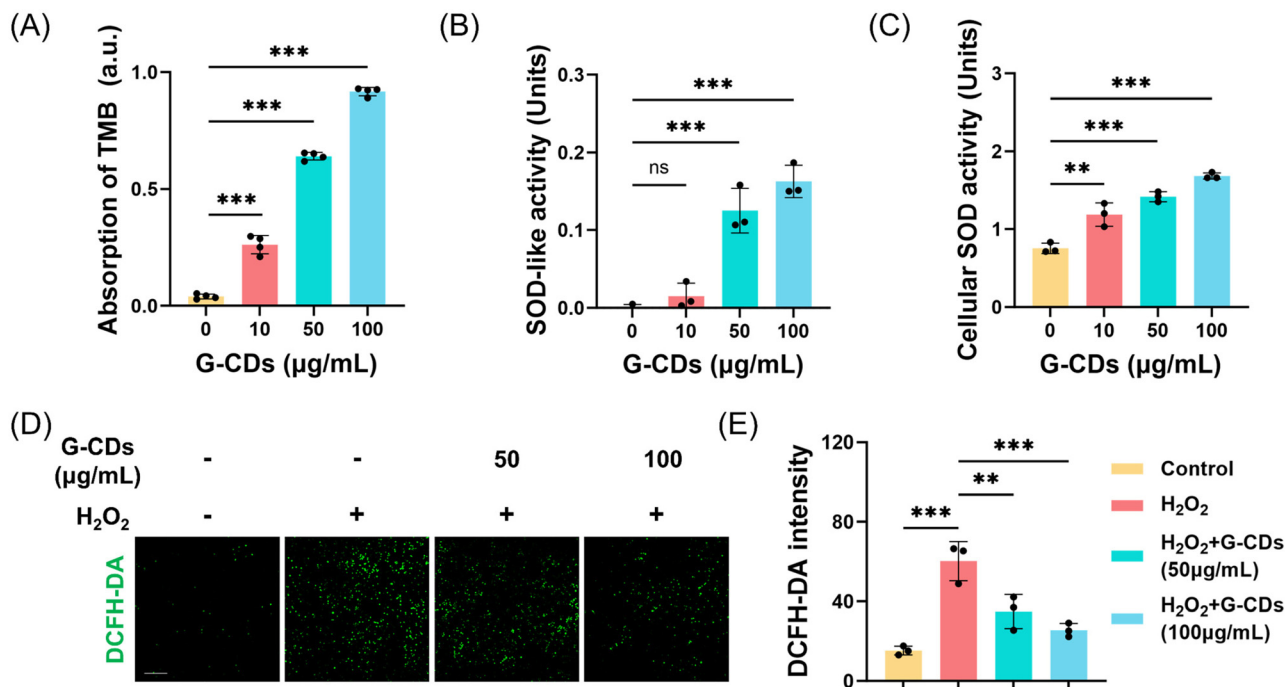 (A)
Absorption of TMB (a.u.)
1.0
0.5
0.0
***
***
***
0 10 50 100
G-CDs (μg/mL)
(B)
SOD-like activity (Units)
0.3
0.2
0.1
0.0
***
***
ns
0 10 50 100
G-CDs (μg/mL)
(C)
Cellular SOD activity (Units)
3
2
1
0
***
***
**
0 10 50 100
G-CDs (μg/mL)
(D)
G-CDs
(μg/mL)
- - 50 100
H₂O₂
- + + +
DCFH-DA
(E)
DCFH-DA intensity
120
80
40
0
***
**
***
Control
H₂O₂
H₂O₂+G-CDs
(50μg/mL)
H₂O₂+G-CDs
(100μg/mL)